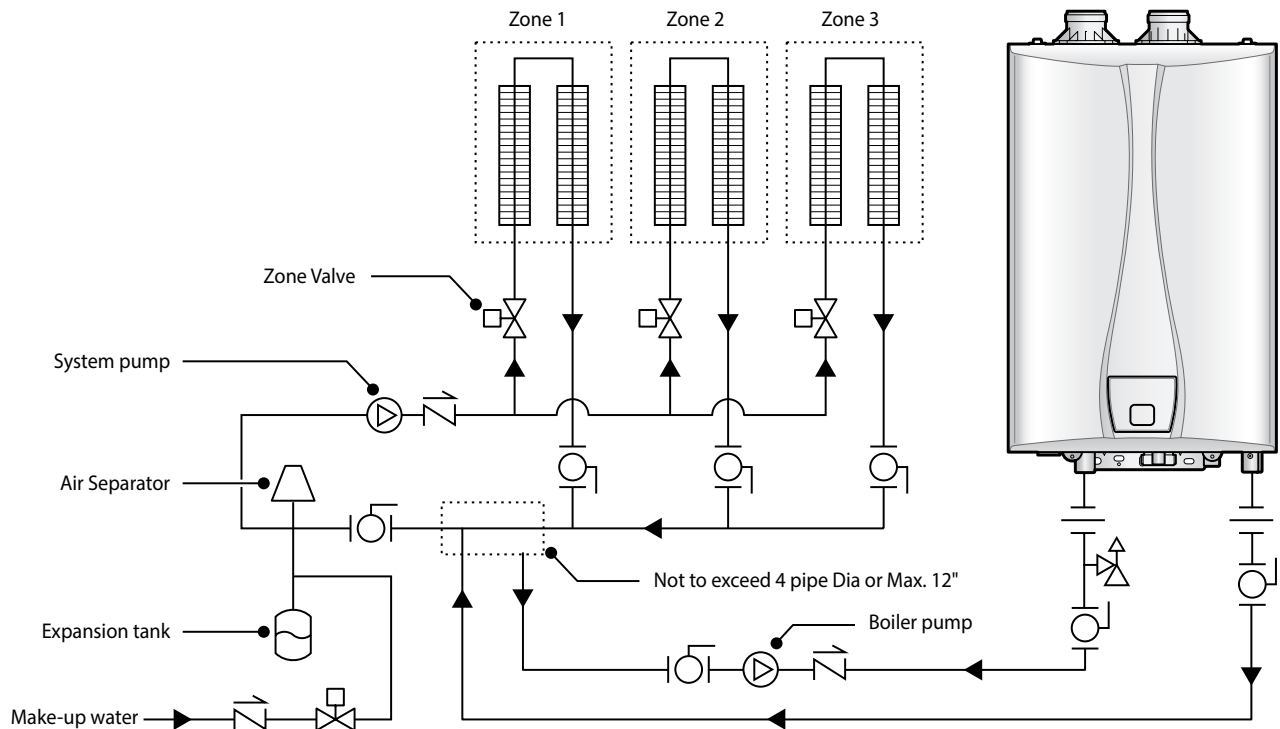 Zone 1
Zone 2
Zone 3
Zone Valve
System pump
Air Separator
Not to exceed 4 pipe Dia or Max. 12"
Expansion tank
Boiler pump
Make-up water